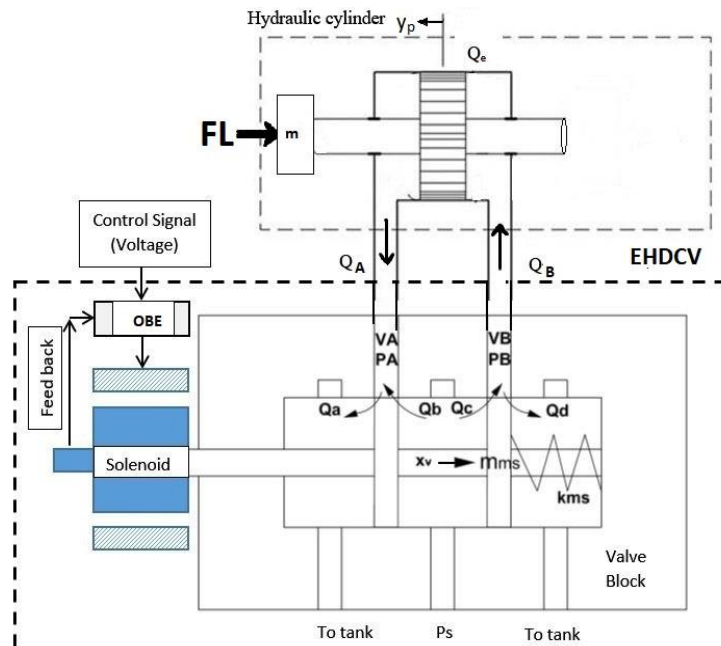 Hydraulic cylinder
yp
Qe
FL
m
Control Signal
(Voltage)
QA
QB
EHDCV
OBE
Feed back
VA
PA
VB
PB
Qa
Qb
Qc
Qd
Solenoid
xv
mms
kms
Valve
Block
To tank
Ps
To tank